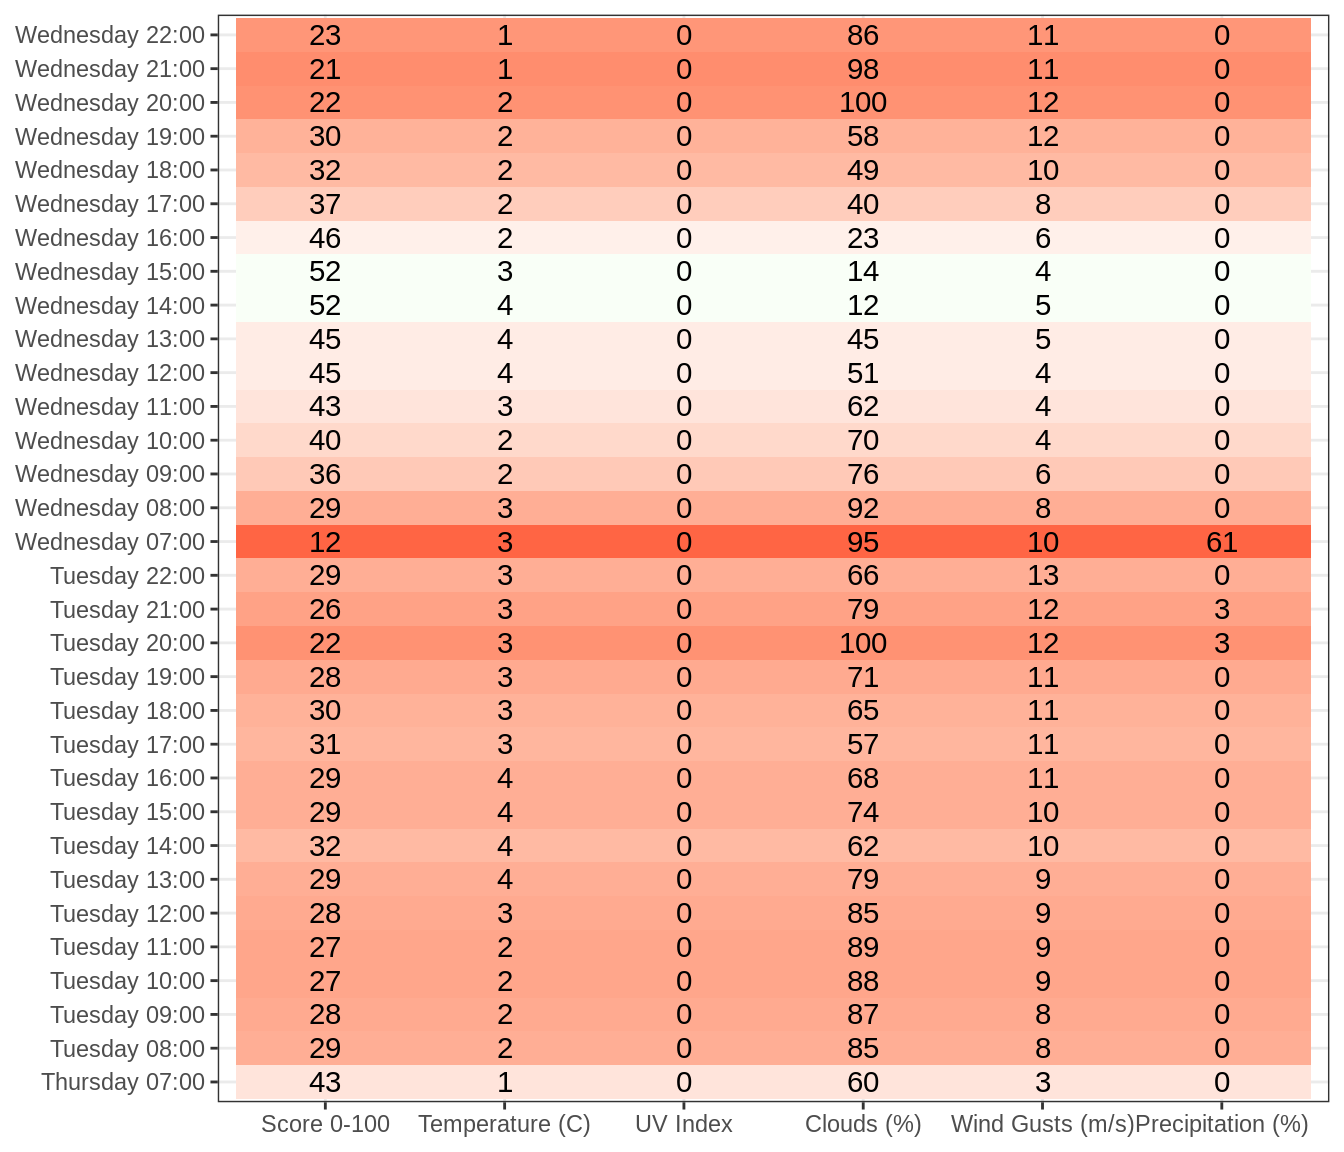 Wednesday 22:00 23 1 0 86 11 0
Wednesday 21:00 21 1 0 98 11 0
Wednesday 20:00 22 2 0 100 12 0
Wednesday 19:00 30 2 0 58 12 0
Wednesday 18:00 32 2 0 49 10 0
Wednesday 17:00 37 2 0 40 8 0
Wednesday 16:00 46 2 0 23 6 0
Wednesday 15:00 52 3 0 14 4 0
Wednesday 14:00 52 4 0 12 5 0
Wednesday 13:00 45 4 0 45 5 0
Wednesday 12:00 45 4 0 51 4 0
Wednesday 11:00 43 3 0 62 4 0
Wednesday 10:00 40 2 0 70 4 0
Wednesday 09:00 36 2 0 76 6 0
Wednesday 08:00 29 3 0 92 8 0
Wednesday 07:00 12 3 0 95 10 61
Tuesday 22:00 29 3 0 66 13 0
Tuesday 21:00 26 3 0 79 12 3
Tuesday 20:00 22 3 0 100 12 3
Tuesday 19:00 28 3 0 71 11 0
Tuesday 18:00 30 3 0 65 11 0
Tuesday 17:00 31 3 0 57 11 0
Tuesday 16:00 29 4 0 68 11 0
Tuesday 15:00 29 4 0 74 10 0
Tuesday 14:00 32 4 0 62 10 0
Tuesday 13:00 29 4 0 79 9 0
Tuesday 12:00 28 3 0 85 9 0
Tuesday 11:00 27 2 0 89 9 0
Tuesday 10:00 27 2 0 88 9 0
Tuesday 09:00 28 2 0 87 8 0
Tuesday 08:00 29 2 0 85 8 0
Thursday 07:00 43 1 0 60 3 0
Score 0-100 Temperature (C) UV Index Clouds (%) Wind Gusts (m/s) Precipitation (%)